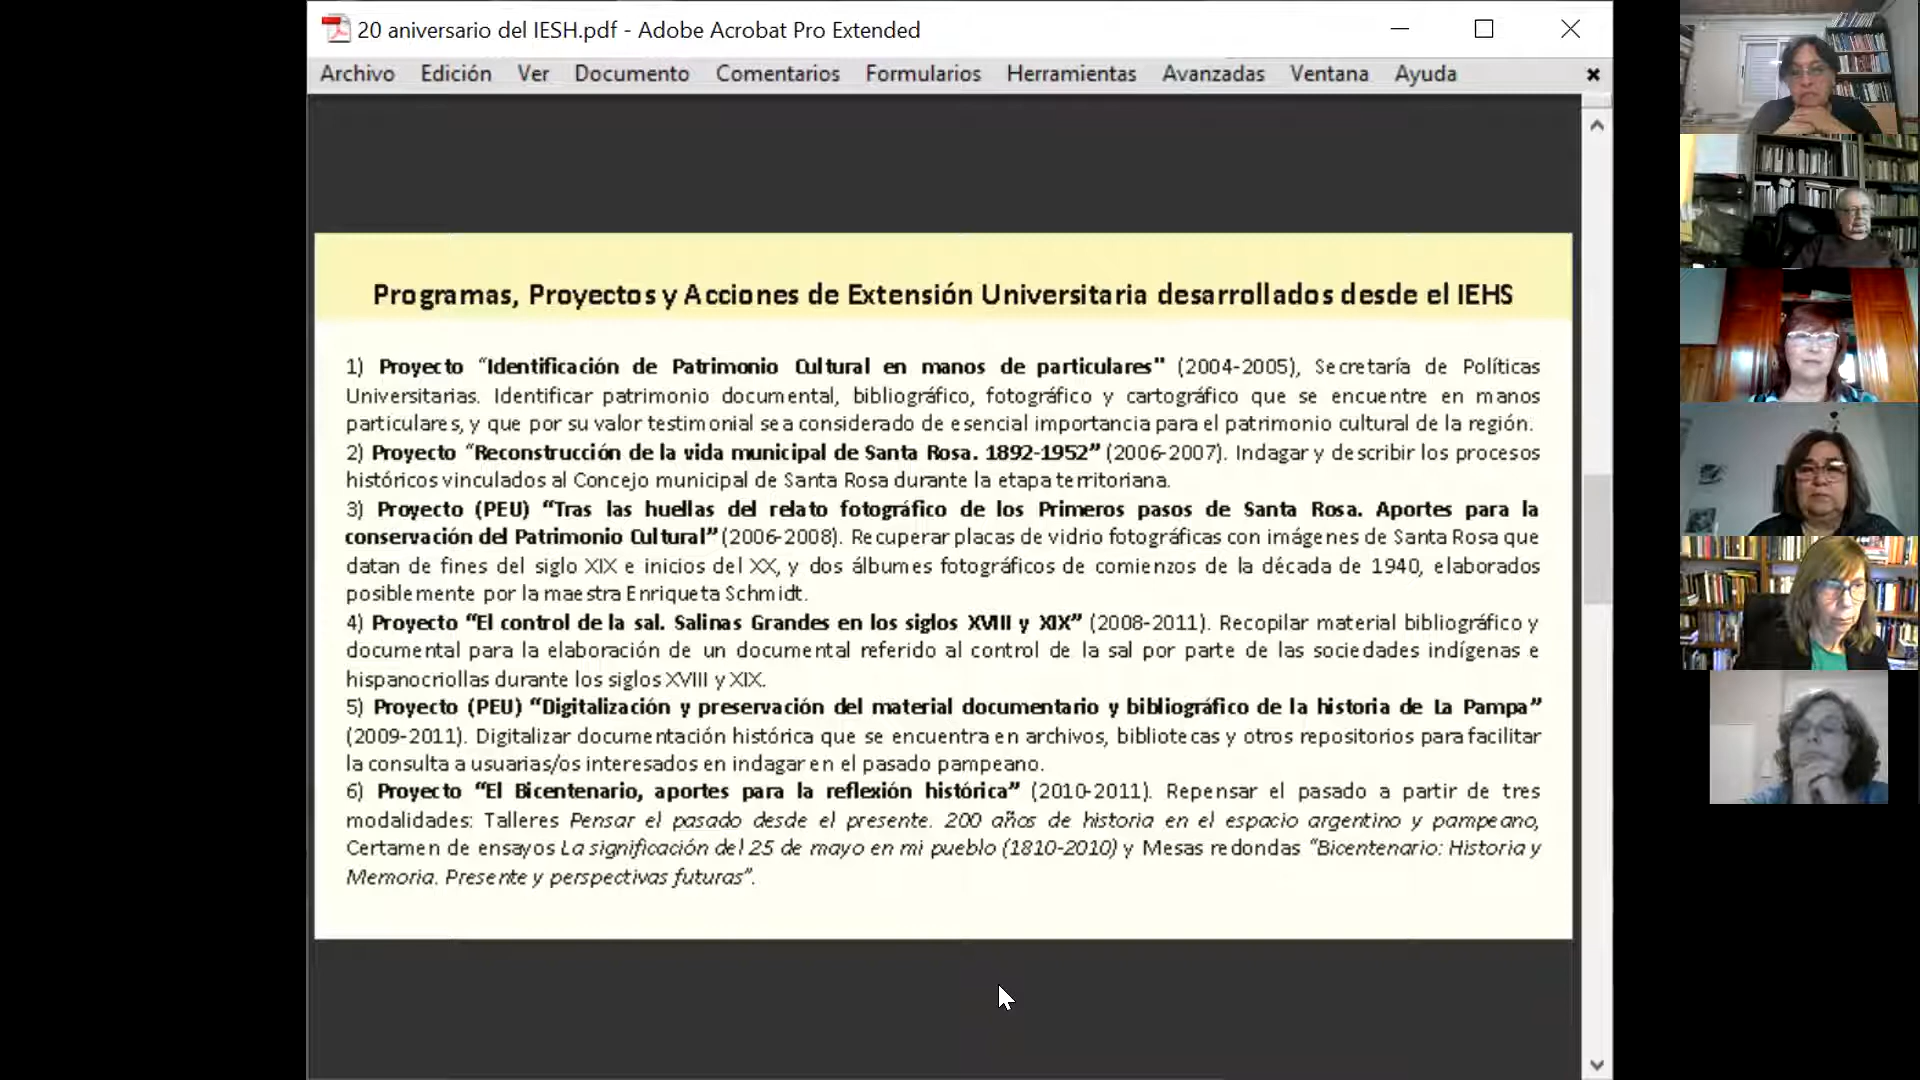 20 aniversario del IESH.pdf - Adobe Acrobat Pro Extended
Archivo Edición Ver Documento Comentarios Formularios Herramientas Avanzadas Ventana Ayuda
Programas, Proyectos y Acciones de Extensión Universitaria desarrollados desde el IEHS
1) Proyecto “Identificación de Patrimonio Cultural en manos de particulares" (2004-2005), Secretaría de Políticas
Universitarias. Identificar patrimonio documental, bibliográfico, fotográfico y cartográfico que se encuentre en manos
particulares, y que por su valor testimonial sea considerado de esencial importancia para el patrimonio cultural de la región.
2) Proyecto “Reconstrucción de la vida municipal de Santa Rosa. 1892-1952” (2006-2007). Indagar y describir los procesos
históricos vinculados al Concejo municipal de Santa Rosa durante la etapa territoriana.
3) Proyecto (PEU) “Tras las huellas del relato fotográfico de los Primeros pasos de Santa Rosa. Aportes para la
conservación del Patrimonio Cultural” (2006-2008). Recuperar placas de vidrio fotográficas con imágenes de Santa Rosa que
datan de fines del siglo XIX e inicios del XX, y dos álbumes fotográficos de comienzos de la década de 1940, elaborados
posiblemente por la maestra Enriqueta Schmidt.
4) Proyecto “El control de la sal. Salinas Grandes en los siglos XVIII y XIX” (2008-2011). Recopilar material bibliográfico y
documental para la elaboración de un documental referido al control de la sal por parte de las sociedades indígenas e
hispanocriollas durante los siglos XVIII y XIX.
5) Proyecto (PEU) “Digitalización y preservación del material documentario y bibliográfico de la historia de La Pampa”
(2009-2011). Digitalizar documentación histórica que se encuentra en archivos, bibliotecas y otros repositorios para facilitar
la consulta a usuarias/os interesados en indagar en el pasado pampeano.
6) Proyecto “El Bicentenario, aportes para la reflexión histórica” (2010-2011). Repensar el pasado a partir de tres
modalidades: Talleres Pensar el pasado desde el presente. 200 años de historia en el espacio argentino y pampeano,
Certamen de ensayos La significación del 25 de mayo en mi pueblo (1810-2010) y Mesas redondas “Bicentenario: Historia y
Memoria. Presente y perspectivas futuras”.